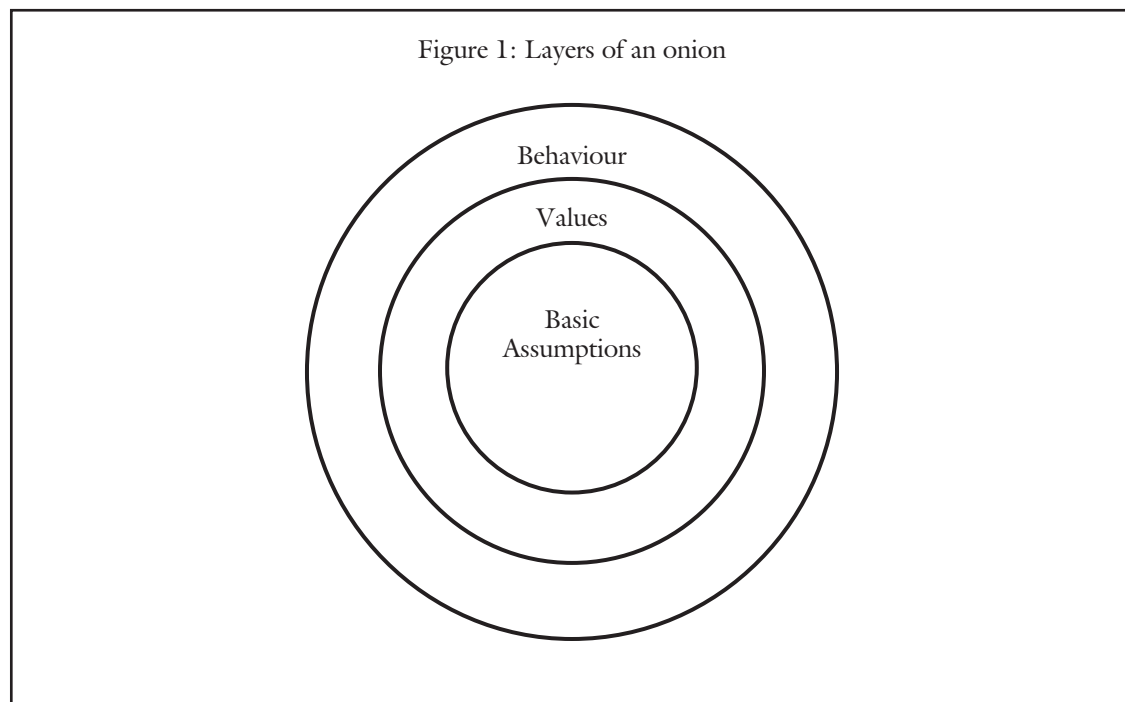 Figure 1: Layers of an onion
Behaviour
Values
Basic
Assumptions